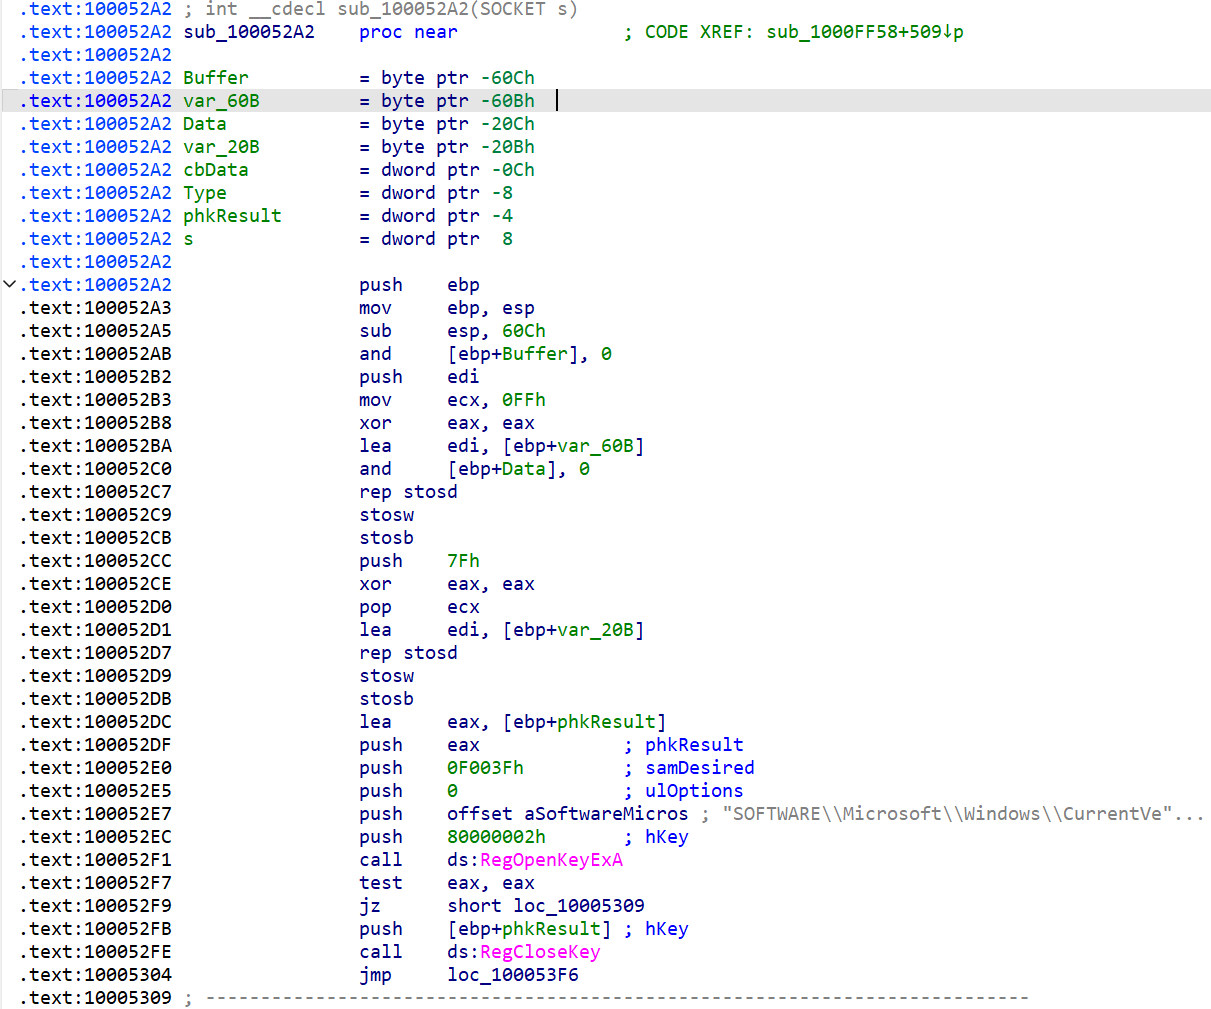 .text:100052A2 ; int __cdecl sub_100052A2(SOCKET s)
.text:100052A2 sub_100052A2    proc near               ; CODE XREF: sub_1000FF58+509↓p
.text:100052A2
.text:100052A2 Buffer          = byte ptr -60Ch
.text:100052A2 var_60B         = byte ptr -60Bh
.text:100052A2 Data            = byte ptr -20Ch
.text:100052A2 var_20B         = byte ptr -20Bh
.text:100052A2 cbData          = dword ptr -0Ch
.text:100052A2 Type            = dword ptr -8
.text:100052A2 phkResult       = dword ptr -4
.text:100052A2 s               = dword ptr  8
.text:100052A2
.text:100052A2                 push    ebp
.text:100052A3                 mov     ebp, esp
.text:100052A5                 sub     esp, 60Ch
.text:100052AB                 and     [ebp+Buffer], 0
.text:100052B2                 push    edi
.text:100052B3                 mov     ecx, 0FFh
.text:100052B8                 xor     eax, eax
.text:100052BA                 lea     edi, [ebp+var_60B]
.text:100052C0                 and     [ebp+Data], 0
.text:100052C7                 rep stosd
.text:100052C9                 stosw
.text:100052CB                 stosb
.text:100052CC                 push    7Fh
.text:100052CE                 xor     eax, eax
.text:100052D0                 pop     ecx
.text:100052D1                 lea     edi, [ebp+var_20B]
.text:100052D7                 rep stosd
.text:100052D9                 stosw
.text:100052DB                 stosb
.text:100052DC                 lea     eax, [ebp+phkResult]
.text:100052DF                 push    eax             ; phkResult
.text:100052E0                 push    0F003Fh         ; samDesired
.text:100052E5                 push    0               ; ulOptions
.text:100052E7                 push    offset aSoftwareMicros ; "SOFTWARE\\Microsoft\\Windows\\CurrentVe"...
.text:100052EC                 push    80000002h       ; hKey
.text:100052F1                 call    ds:RegOpenKeyExA
.text:100052F7                 test    eax, eax
.text:100052F9                 jz      short loc_10005309
.text:100052FB                 push    [ebp+phkResult] ; hKey
.text:100052FE                 call    ds:RegCloseKey
.text:10005304                 jmp     loc_100053F6
.text:10005309 ; ---------------------------------------------------------------------------